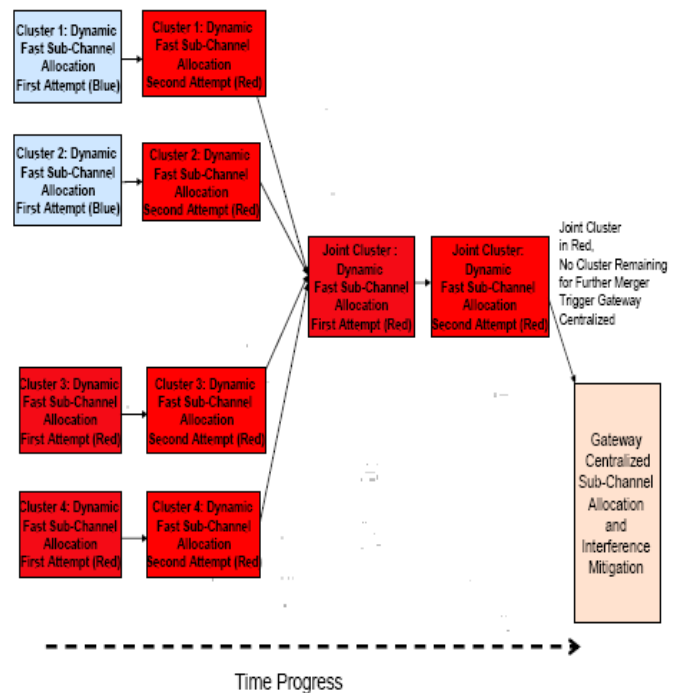 Cluster 1: Dynamic
Fast Sub-Channel
Allocation
First Attempt (Blue)
Cluster 1: Dynamic
Fast Sub-Channel
Allocation
Second Attempt (Red)
Cluster 2: Dynamic
Fast Sub-Channel
Allocation
First Attempt (Blue)
Cluster 2: Dynamic
Fast Sub-Channel
Allocation
Second Attempt (Red)
Joint Cluster :
Dynamic
Fast Sub-Channel
Allocation
First Attempt (Red)
Joint Cluster:
Dynamic
Fast Sub-Channel
Allocation
Second Attempt (Red)
Joint Cluster
in Red,
No Cluster Remaining
for Further Merger
Trigger Gateway
Centralized
Cluster 3: Dynamic
Fast Sub-Channel
Allocation
First Attempt (Red)
Cluster 3: Dynamic
Fast Sub-Channel
Allocation
Second Attempt (Red)
Cluster 4: Dynamic
Fast Sub-Channel
Allocation
First Attempt (Red)
Cluster 4: Dynamic
Fast Sub-Channel
Allocation
Second Attempt (Red)
Gateway
Centralized
Sub-Channel
Allocation
and
Interference
Mitigation
Time Progress